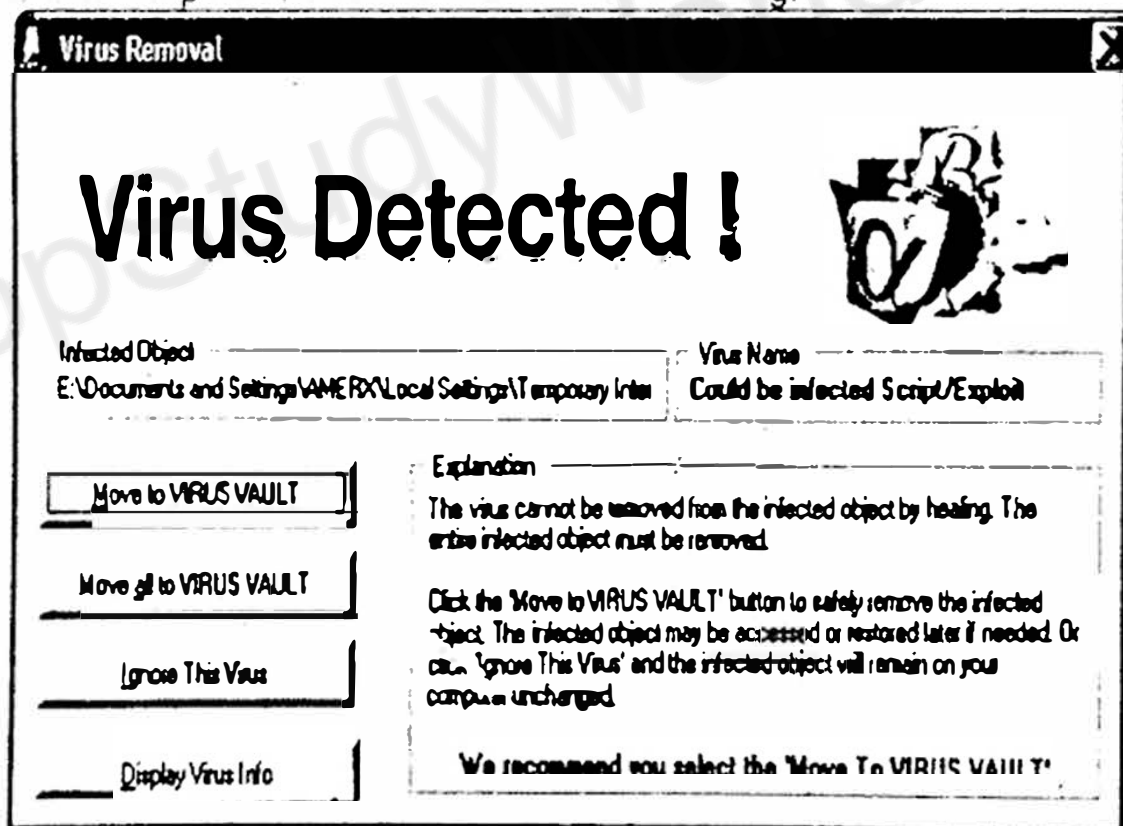 Virus Removal
Virus Detected !
Infected Object
E:\Documents and Settings\AMERX\Local Settings\Temporary Inter
Virus Name
Could be infected Script/Exploit
Move to VIRUS VAULT
Move all to VIRUS VAULT
Ignore This Virus
Display Virus Info
Explanation
The virus cannot be removed from the infected object by healing. The
entire infected object must be removed.
Click the 'Move to VIRUS VAULT' button to safely remove the infected
object. The infected object may be accessed or restored later if needed. Or
'Ignore This Virus' and the infected object will remain on your
computer unchanged.
We recommend you select the 'Move To VIRUS VAULT'